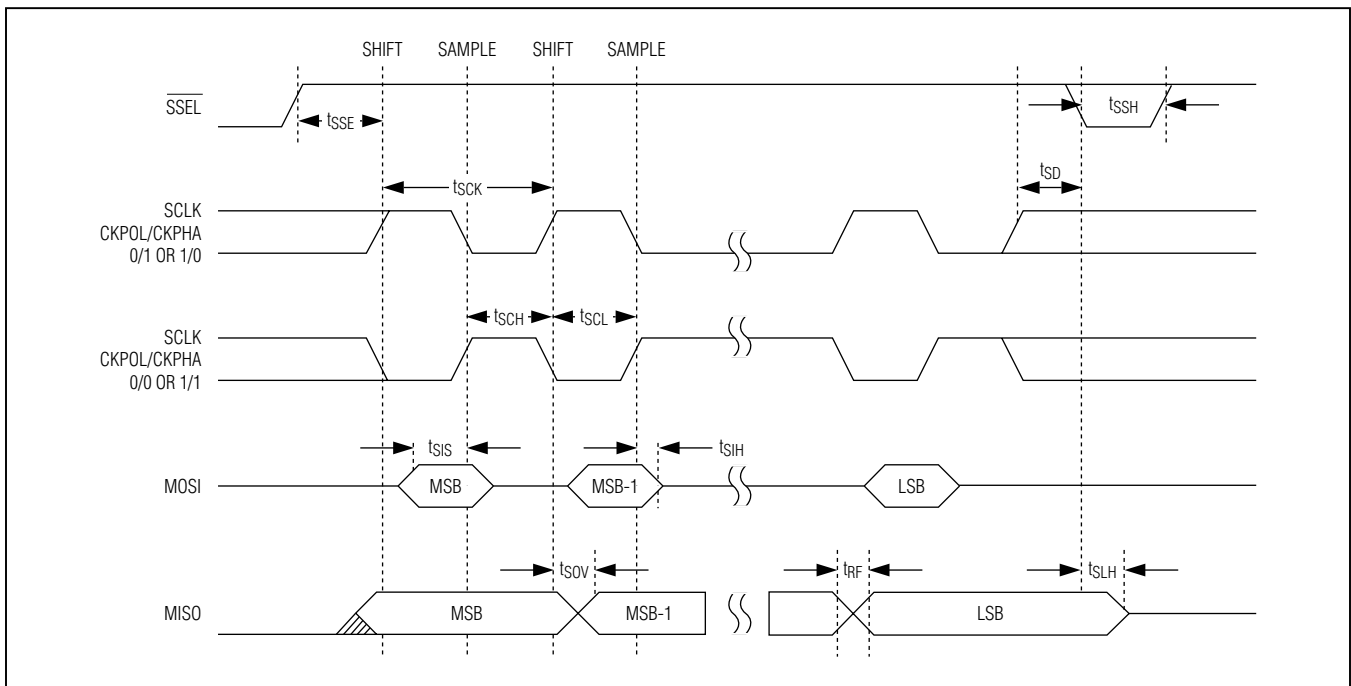 SHIFT SAMPLE SHIFT SAMPLE
SSEL
tSSE
tSSH
tSCK
tSD
SCLK
CKPOL/CKPHA
0/1 OR 1/0
tSCH tSCL
SCLK
CKPOL/CKPHA
0/0 OR 1/1
tSIS
tSIH
MOSI MSB MSB-1 LSB
tSOV tRF tSLH
MISO MSB MSB-1 LSB